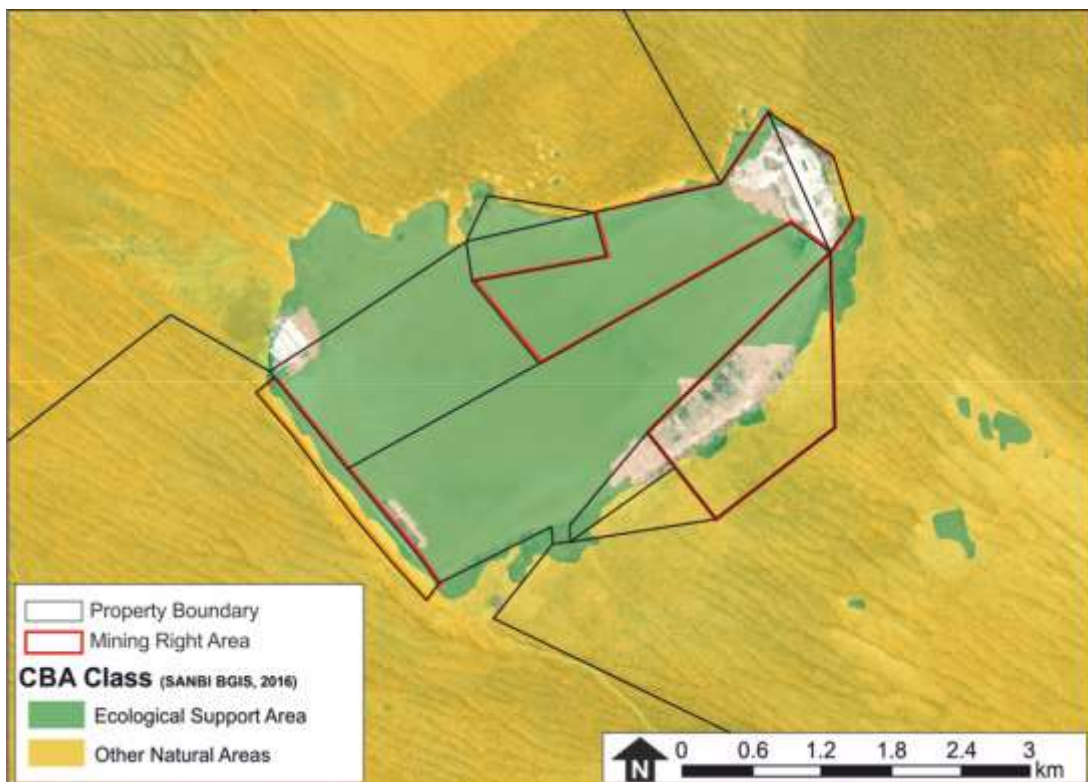 Property Boundary
Mining Right Area
CBA Class (SANBI BGIS, 2016)
Ecological Support Area
Other Natural Areas
N
0 0.6 1.2 1.8 2.4 3
km